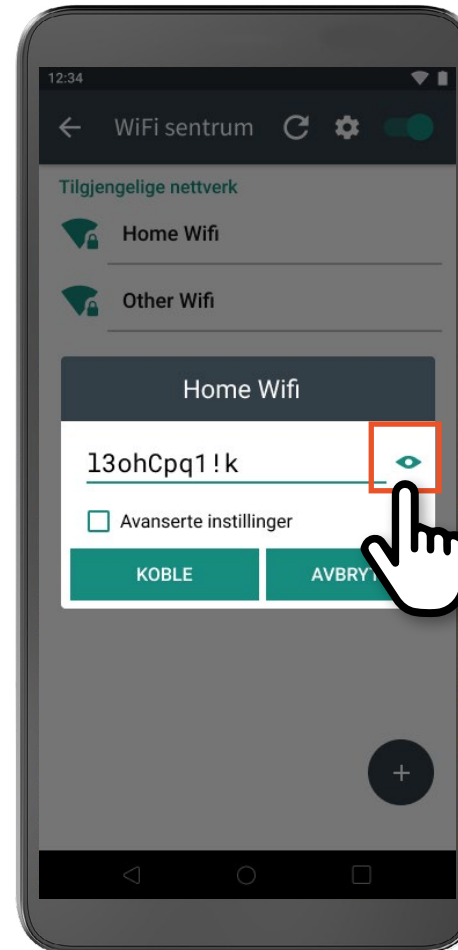 12:34
WiFi sentrum
Tilgjengelige nettverk
Home Wifi
Other Wifi
Home Wifi
l3ohCpq1!k
Avanserte instillinger
KOBLE
AVBRYT